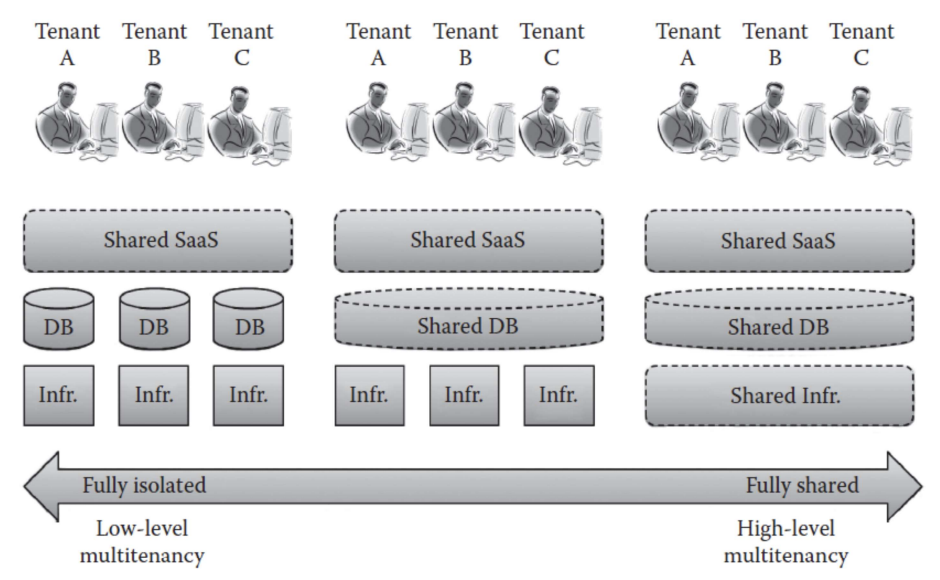 Tenant A
Tenant B
Tenant C
Tenant A
Tenant B
Tenant C
Tenant A
Tenant B
Tenant C
Shared SaaS
Shared SaaS
Shared SaaS
DB
DB
DB
Shared DB
Shared DB
Infr.
Infr.
Infr.
Infr.
Infr.
Infr.
Shared Infr.
Fully isolated
Fully shared
Low-level
multitenancy
High-level
multitenancy